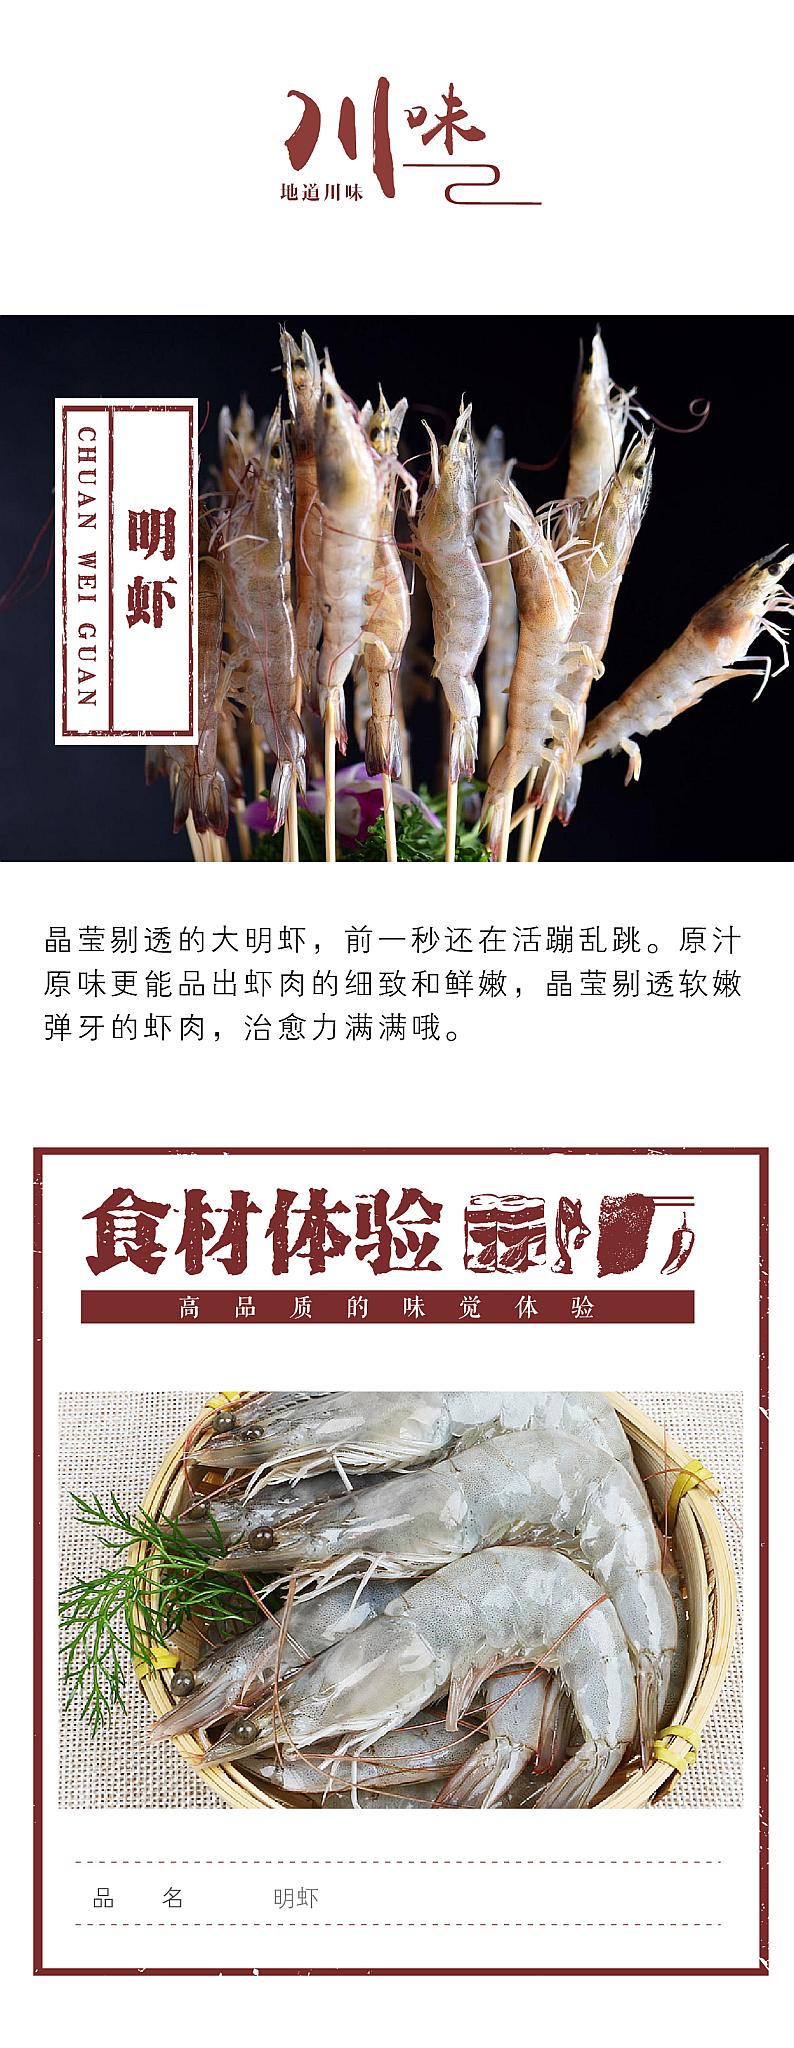 川味
地道川味
CHUAN WEI GUAN
明虾
晶莹剔透的大明虾，前一秒还在活蹦乱跳。原汁
原味更能品出虾肉的细致和鲜嫩，晶莹剔透软嫩
弹牙的虾肉，治愈力满满哦。
食材体验
高品质的味觉体验
品 名 明虾